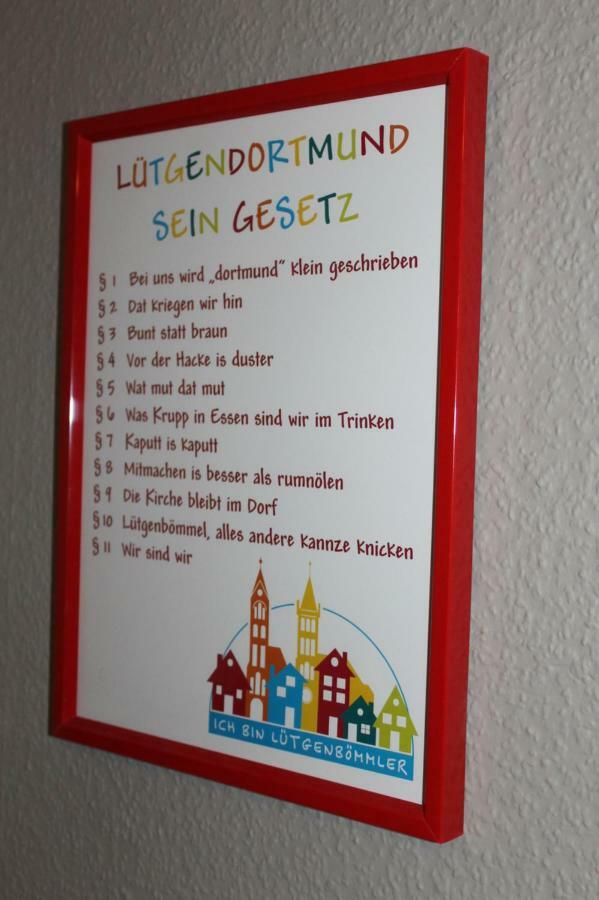 LÜTGENDORTMUND
SEIN GESETZ
§ 1 Bei uns wird „dortmund" klein geschrieben
§ 2 Dat kriegen wir hin
§ 3 Bunt statt braun
§ 4 Vor der Hacke is duster
§ 5 Wat mut dat mut
§ 6 Was Krupp in Essen sind wir im Trinken
§ 7 Kaputt is kaputt
§ 8 Mitmachen is besser als rumnölen
§ 9 Die Kirche bleibt im Dorf
§ 10 Lütgenbömmel, alles andere kannze knicken
§ 11 Wir sind wir
ICH BIN LÜTGENBÖMMLER